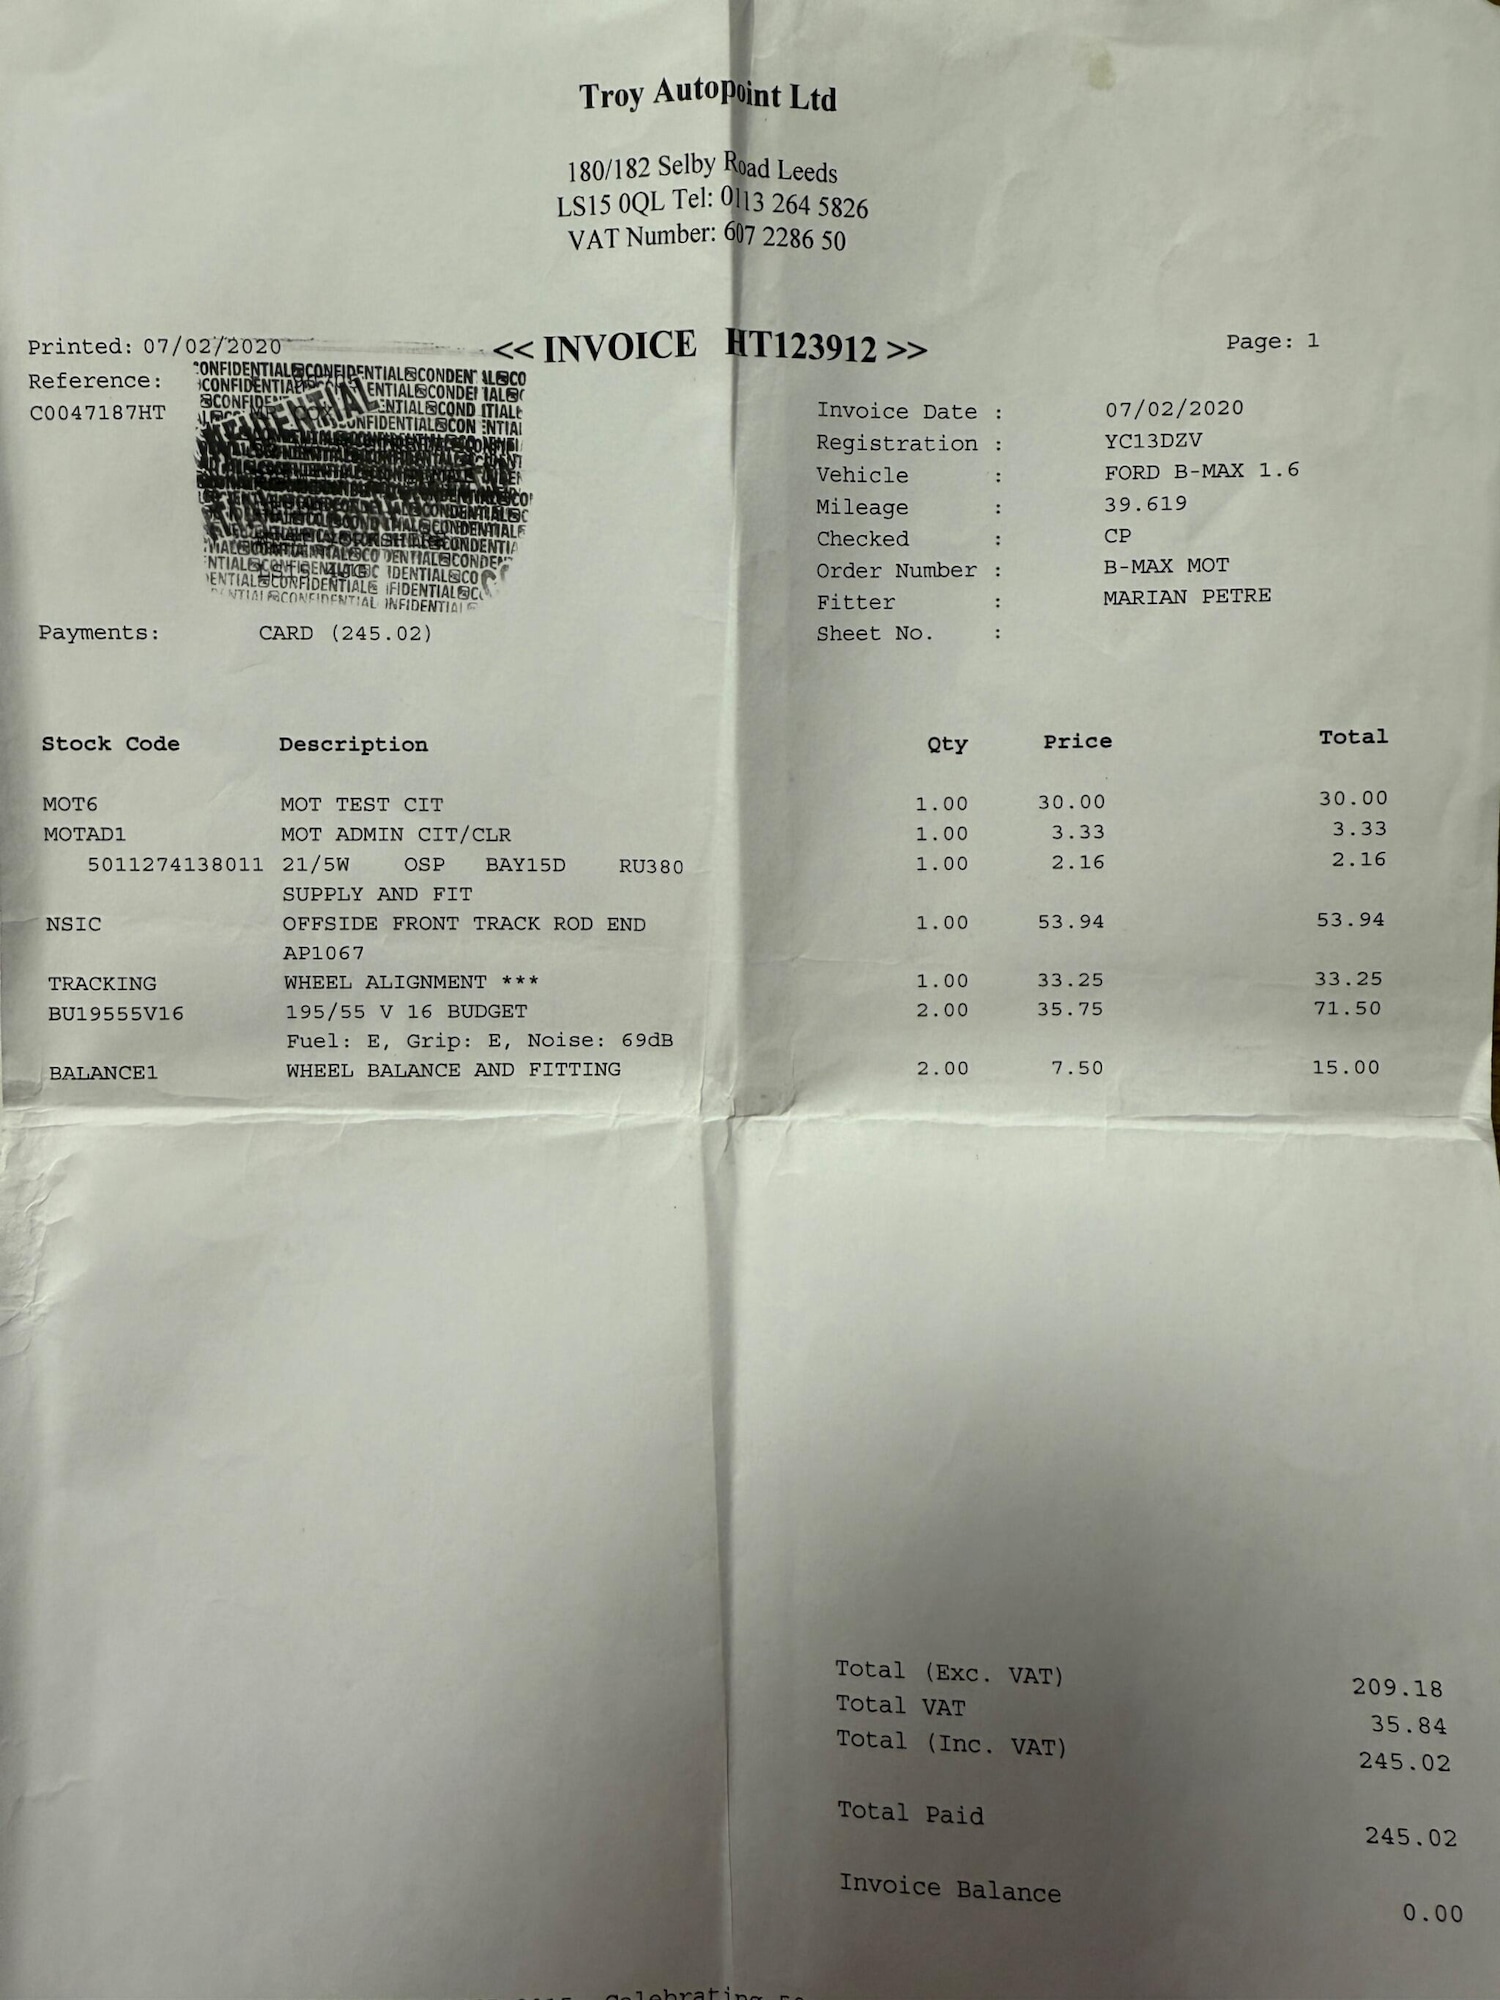 Troy Autopoint Ltd
180/182 Selby Road Leeds
LS15 0QL Tel: 0113 264 5826
VAT Number: 607 2286 50
<< INVOICE HT123912 >>
Printed: 07/02/2020
Page: 1
Reference:
C0047187HT
CONFIDENTIAL
Invoice Date : 07/02/2020
Registration : YC13DZV
Vehicle : FORD B-MAX 1.6
Mileage : 39.619
Checked : CP
Order Number : B-MAX MOT
Fitter : MARIAN PETRE
Sheet No. :
Payments: CARD (245.02)
Stock Code Description Qty Price Total
MOT6 MOT TEST CIT 1.00 30.00 30.00
MOTAD1 MOT ADMIN CIT/CLR 1.00 3.33 3.33
5011274138011 21/5W OSP BAY15D RU380 1.00 2.16 2.16
SUPPLY AND FIT
NSIC OFFSIDE FRONT TRACK ROD END 1.00 53.94 53.94
AP1067
TRACKING WHEEL ALIGNMENT *** 1.00 33.25 33.25
BU19555V16 195/55 V 16 BUDGET 2.00 35.75 71.50
Fuel: E, Grip: E, Noise: 69dB
BALANCE1 WHEEL BALANCE AND FITTING 2.00 7.50 15.00
Total (Exc. VAT) 209.18
Total VAT 35.84
Total (Inc. VAT) 245.02
Total Paid 245.02
Invoice Balance 0.00
Celebrating